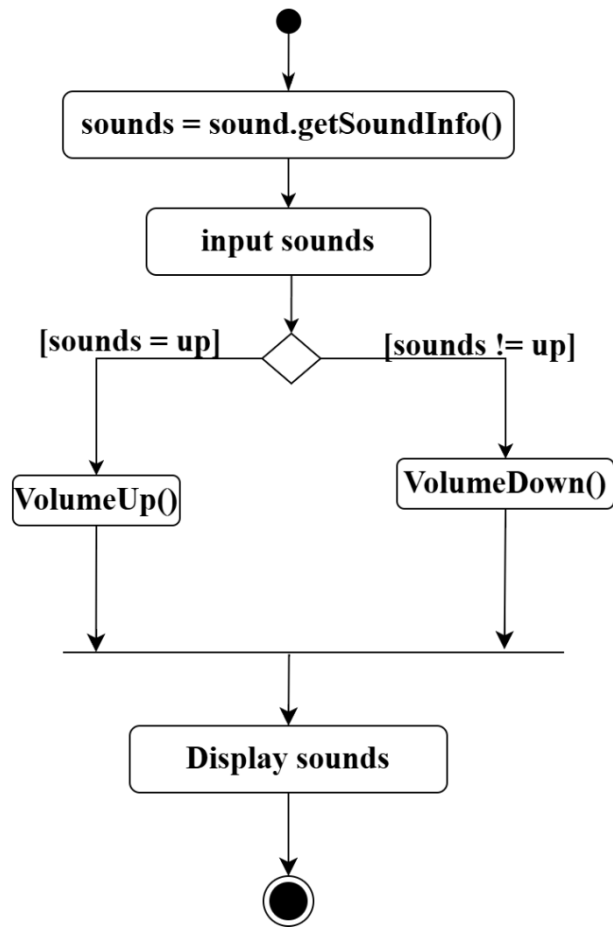 sounds = sound.getSoundInfo()
input sounds
[sounds = up]
[sounds != up]
VolumeUp()
VolumeDown()
Display sounds